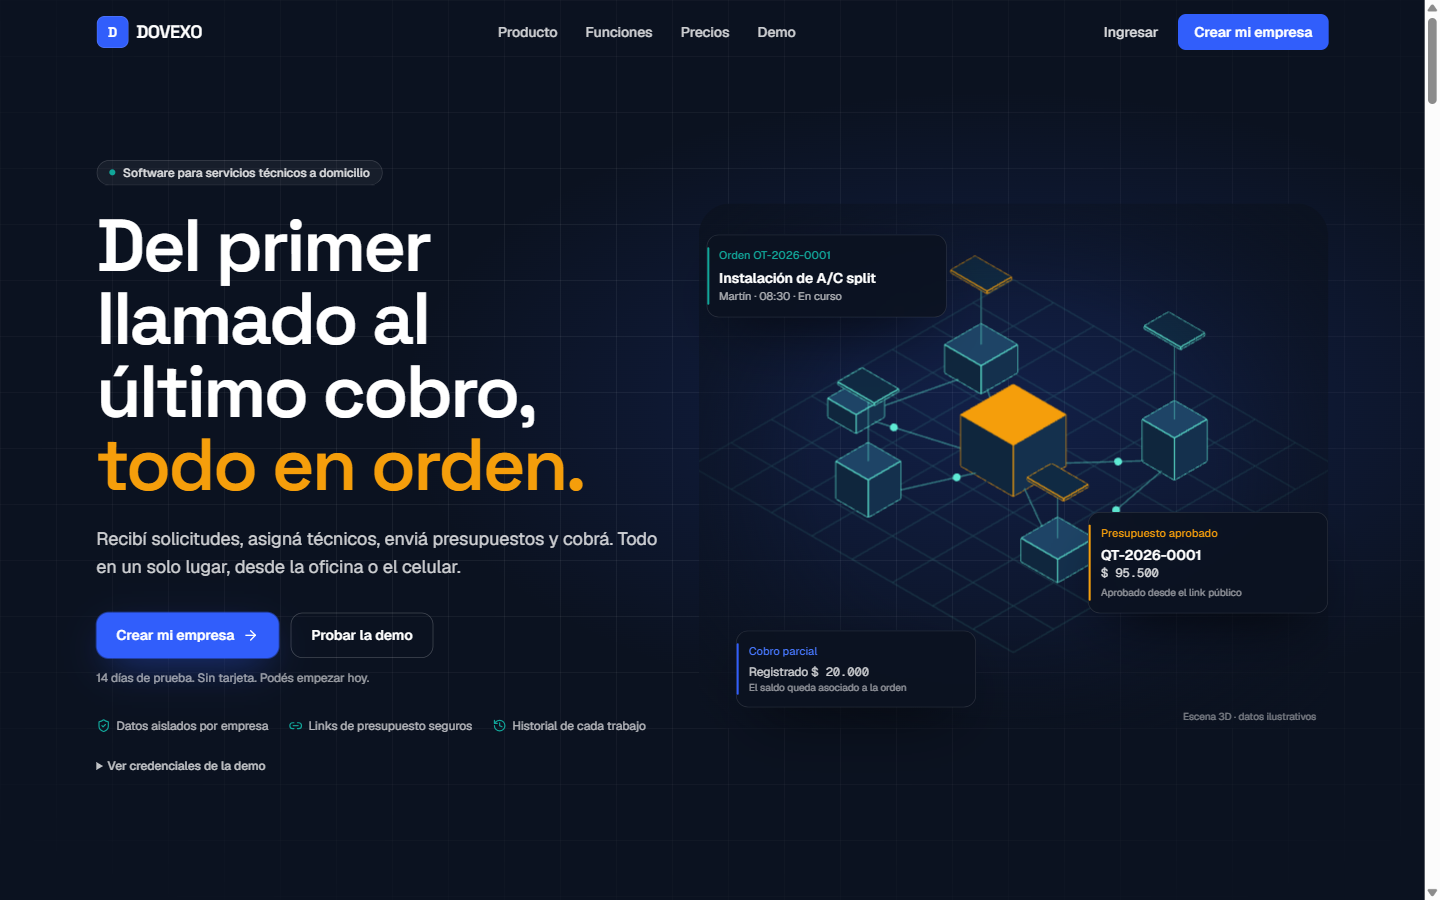 D DOVEXO
Producto Funciones Precios Demo
Ingresar Crear mi empresa
Software para servicios técnicos a domicilio
Del primer
llamado al
último cobro,
todo en orden.
Recibí solicitudes, asigná técnicos, enviá presupuestos y cobrá. Todo
en un solo lugar, desde la oficina o el celular.
Crear mi empresa → Probar la demo
14 días de prueba. Sin tarjeta. Podés empezar hoy.
Datos aislados por empresa Links de presupuesto seguros Historial de cada trabajo
Ver credenciales de la demo
Orden OT-2026-0001
Instalación de A/C split
Martín · 08:30 · En curso
Presupuesto aprobado
QT-2026-0001
$ 95.500
Aprobado desde el link público
Cobro parcial
Registrado $ 20.000
El saldo queda asociado a la orden
Escena 3D · datos ilustrativos